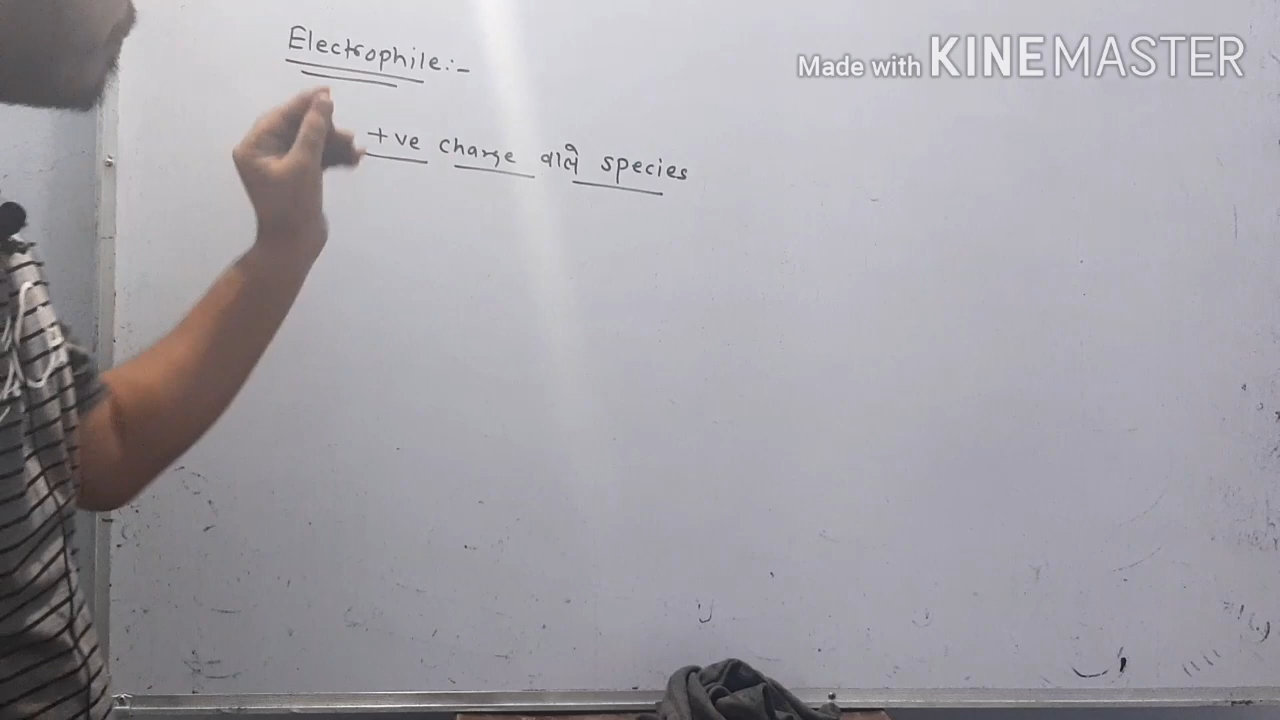 Electrophile:-
Made with KINEMASTER
+ve charge वाले species